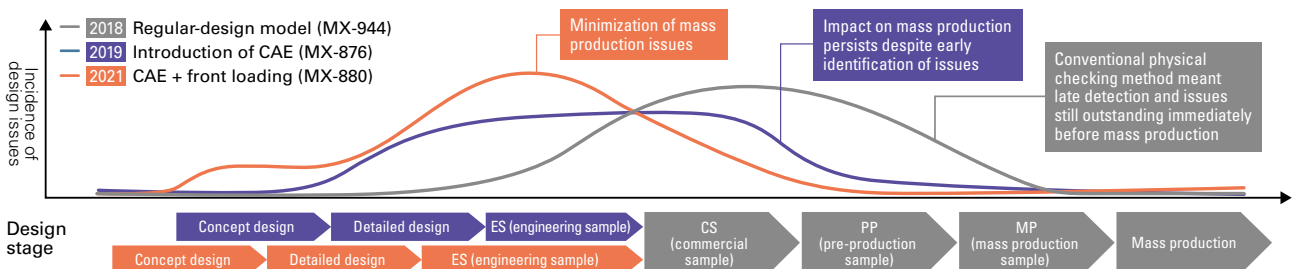 2018 Regular-design model (MX-944)
2019 Introduction of CAE (MX-876)
2021 CAE + front loading (MX-880)
Incidence of
design issues
Minimization of mass
production issues
Impact on mass production
persists despite early
identification of issues
Conventional physical
checking method meant
late detection and issues
still outstanding immediately
before mass production
Design
stage
Concept design
Detailed design
ES (engineering sample)
Concept design
Detailed design
ES (engineering sample)
CS
(commercial
sample)
PP
(pre-production
sample)
MP
(mass production
sample)
Mass production